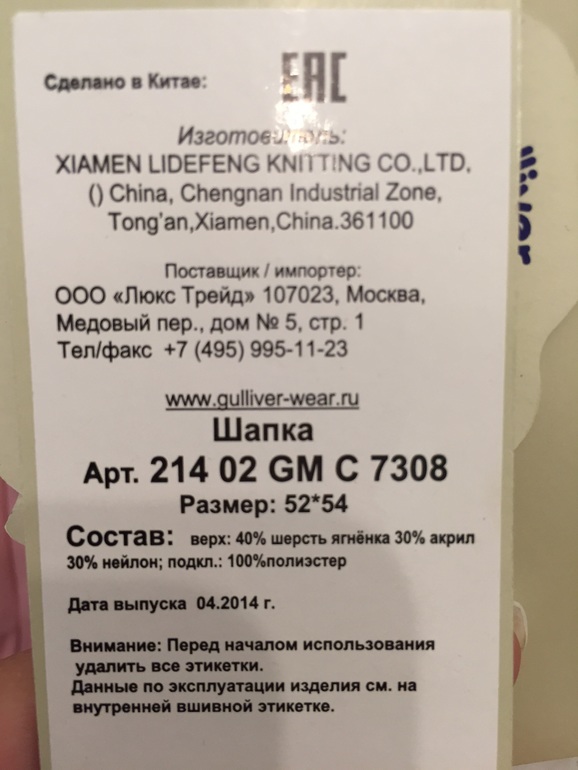 Сделано в Китае:
EAC
Изготовитель:
XIAMEN LIDEFENG KNITTING CO.,LTD,
() China, Chengnan Industrial Zone,
Tong'an,Xiamen,China.361100
Поставщик / импортер:
ООО «Люкс Трейд» 107023, Москва,
Медовый пер., дом № 5, стр. 1
Тел/факс +7 (495) 995-11-23
www.gulliver-wear.ru
Шапка
Арт. 214 02 GM C 7308
Размер: 52*54
Состав: верх: 40% шерсть ягнёнка 30% акрил
30% нейлон; подкл.: 100%полиэстер
Дата выпуска 04.2014 г.
Внимание: Перед началом использования
удалить все этикетки.
Данные по эксплуатации изделия см. на
внутренней вшивной этикетке.